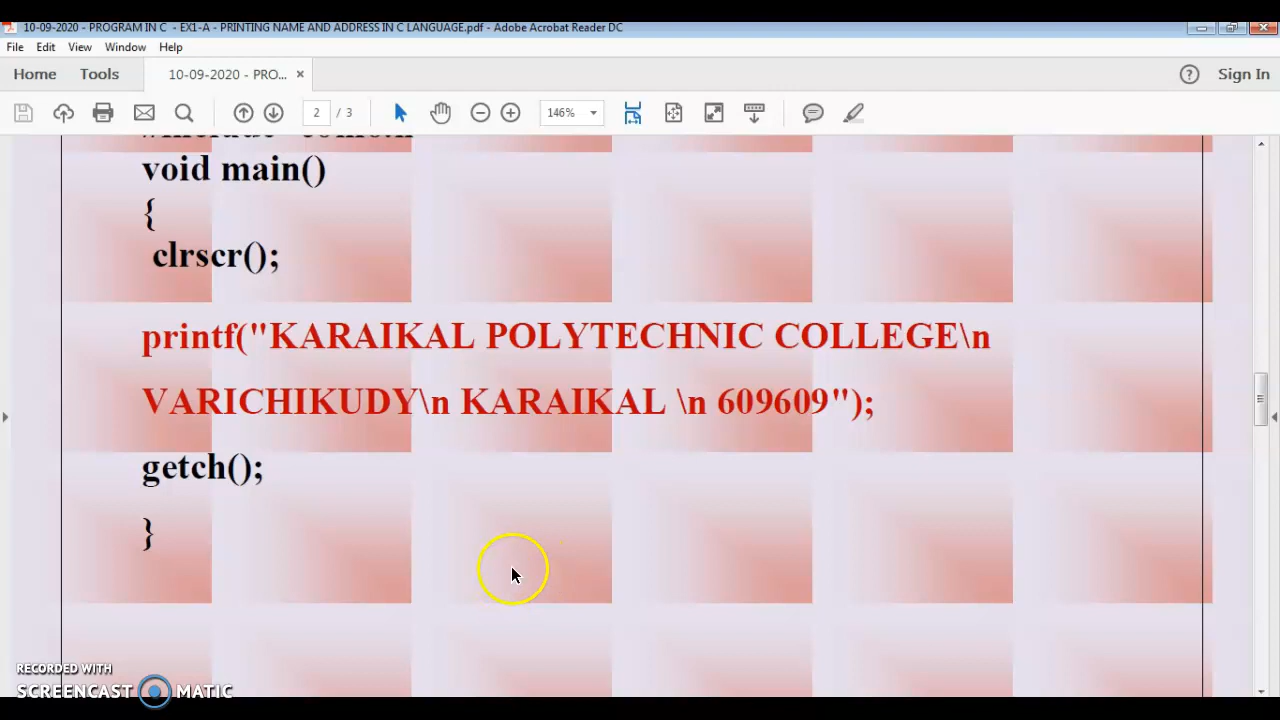 10-09-2020 - PROGRAM IN C - EX1-A - PRINTING NAME AND ADDRESS IN C LANGUAGE.pdf - Adobe Acrobat Reader DC
File Edit View Window Help
Home Tools 10-09-2020 - PRO... × Sign In
2 / 3 146%
void main()
{
clrscr();
printf("KARAIKAL POLYTECHNIC COLLEGE\n
VARICHIKUDY\n KARAIKAL \n 609609");
getch();
}
RECORDED WITH
SCREENCAST MATIC